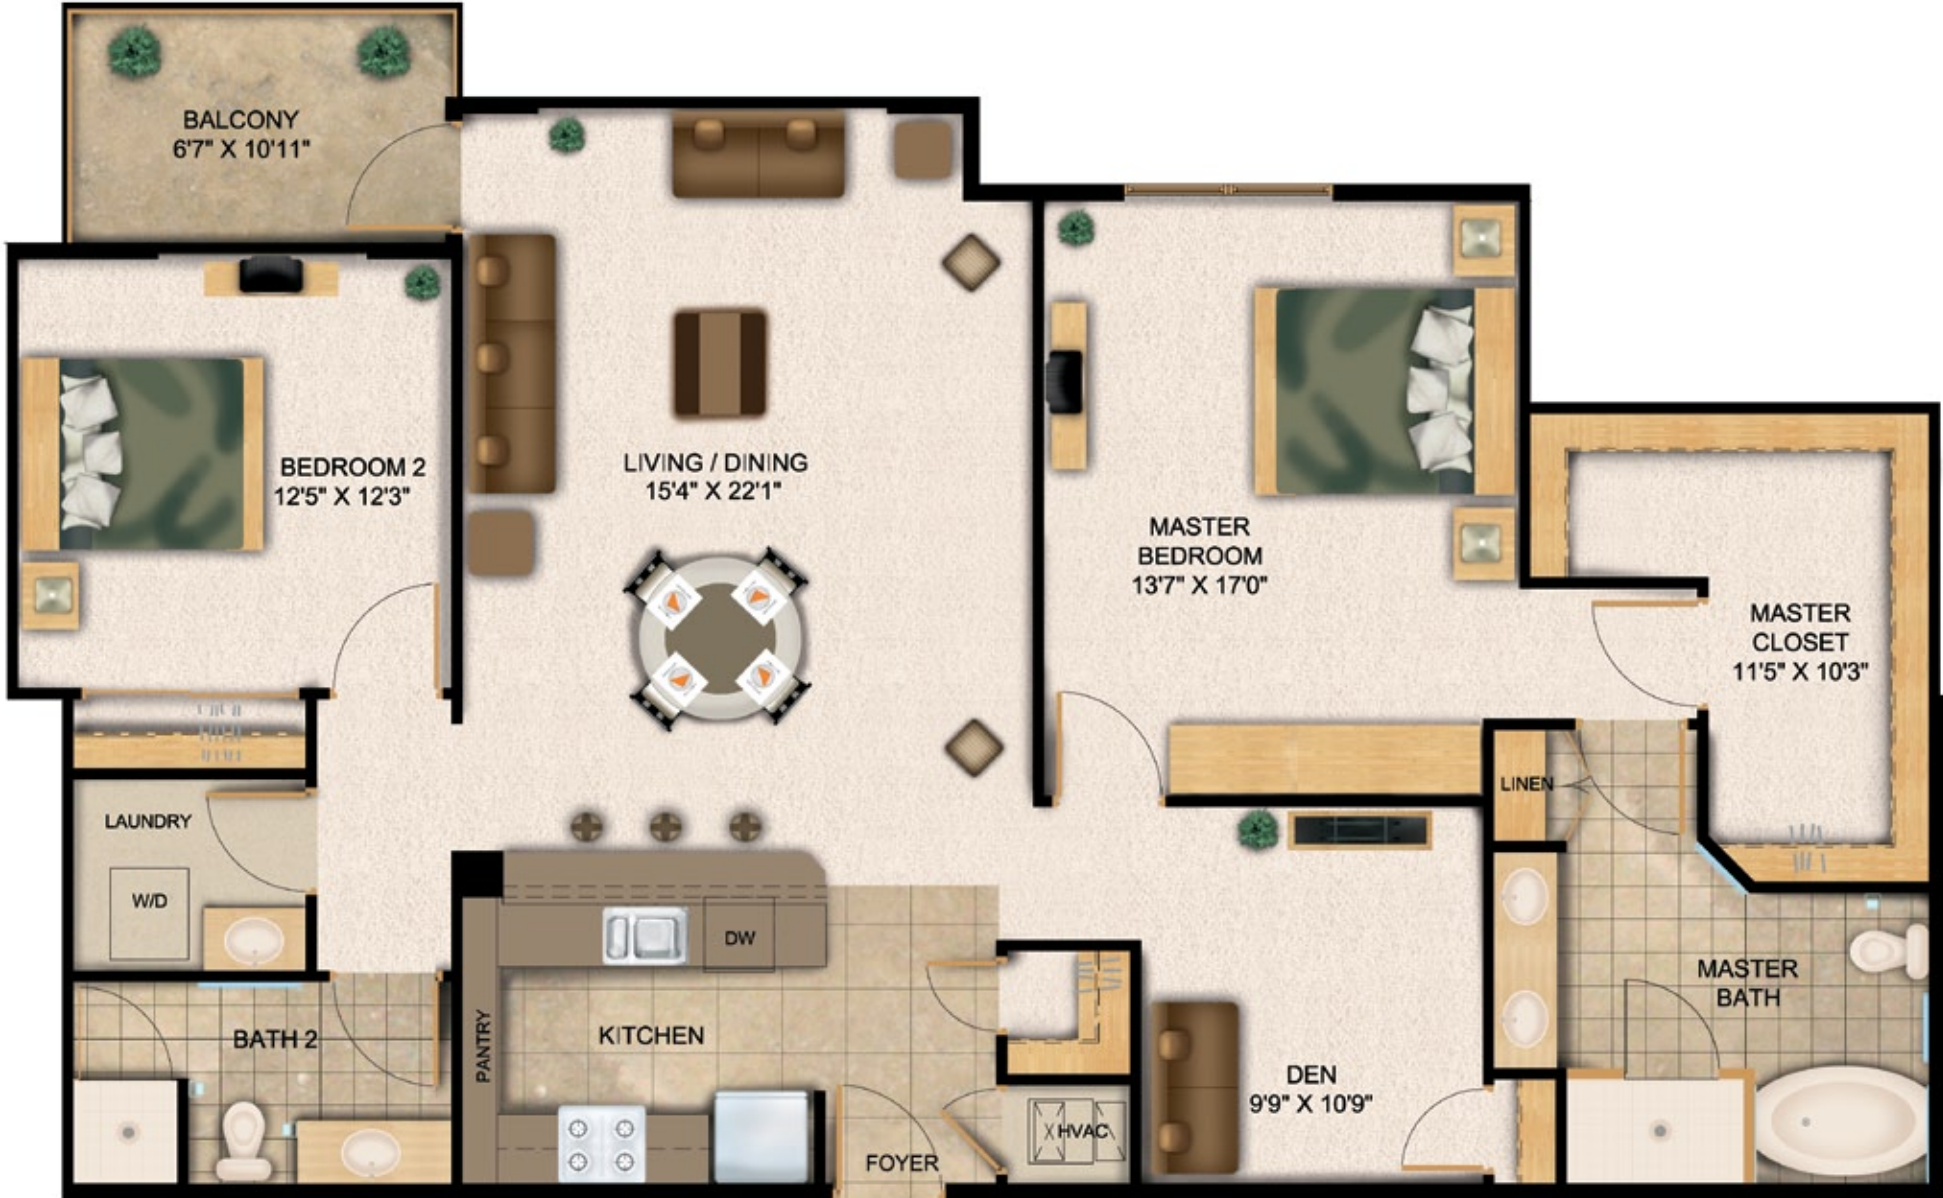 BALCONY
6'7" X 10'11"
BEDROOM 2
12'5" X 12'3"
LIVING / DINING
15'4" X 22'1"
MASTER
BEDROOM
13'7" X 17'0"
MASTER
CLOSET
11'5" X 10'3"
LINEN
LAUNDRY
W/D
DW
MASTER
BATH
BATH 2
PANTRY
KITCHEN
DEN
9'9" X 10'9"
HVAC
FOYER